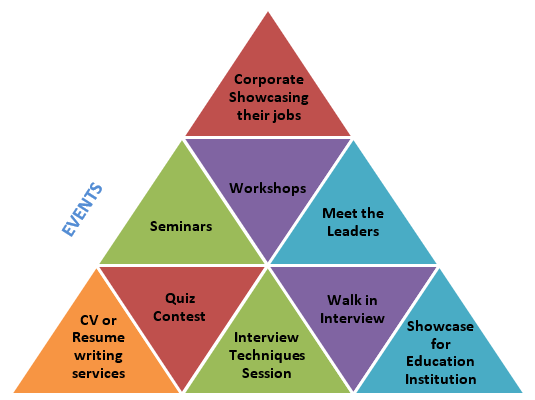 Corporate
Showcasing
their jobs
Workshops
Seminars
Meet the
Leaders
EVENTS
Quiz
Contest
Walk in
Interview
CV or
Resume
writing
services
Interview
Techniques
Session
Showcase
for
Education
Institution